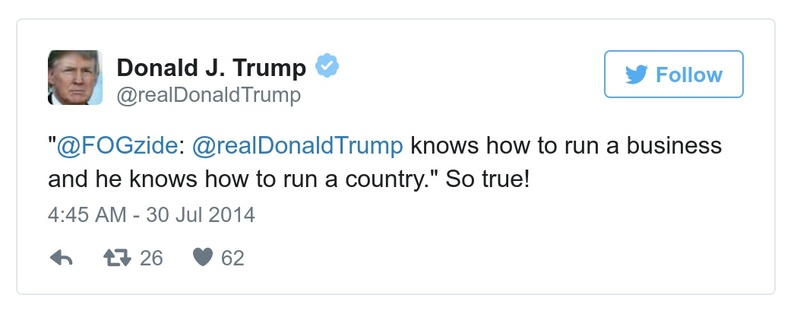 Donald J. Trump
@realDonaldTrump
Follow
"@FOGzide: @realDonaldTrump knows how to run a business
and he knows how to run a country." So true!
4:45 AM - 30 Jul 2014
26 62